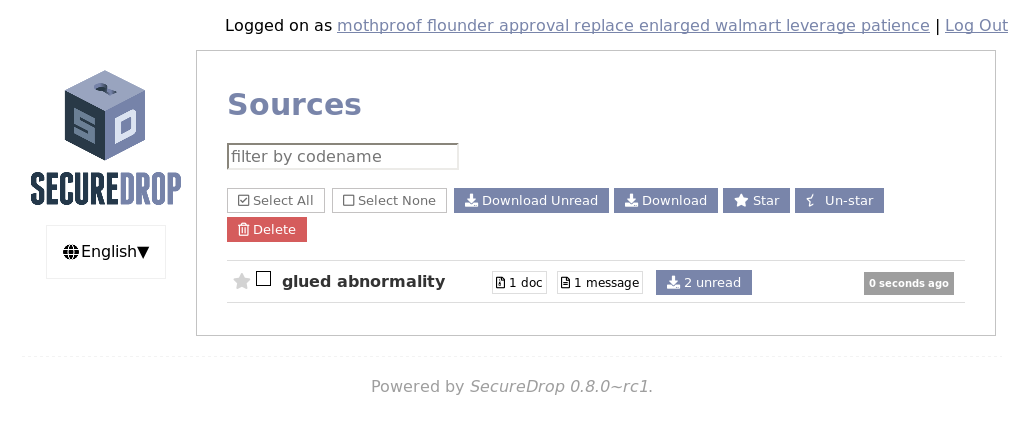 Logged on as mothproof flounder approval replace enlarged walmart leverage patience | Log Out
SD
SECUREDROP
English▼
Sources
filter by codename
Select All Select None Download Unread Download Star Un-star
Delete
glued abnormality 1 doc 1 message 2 unread 0 seconds ago
Powered by SecureDrop 0.8.0~rc1.